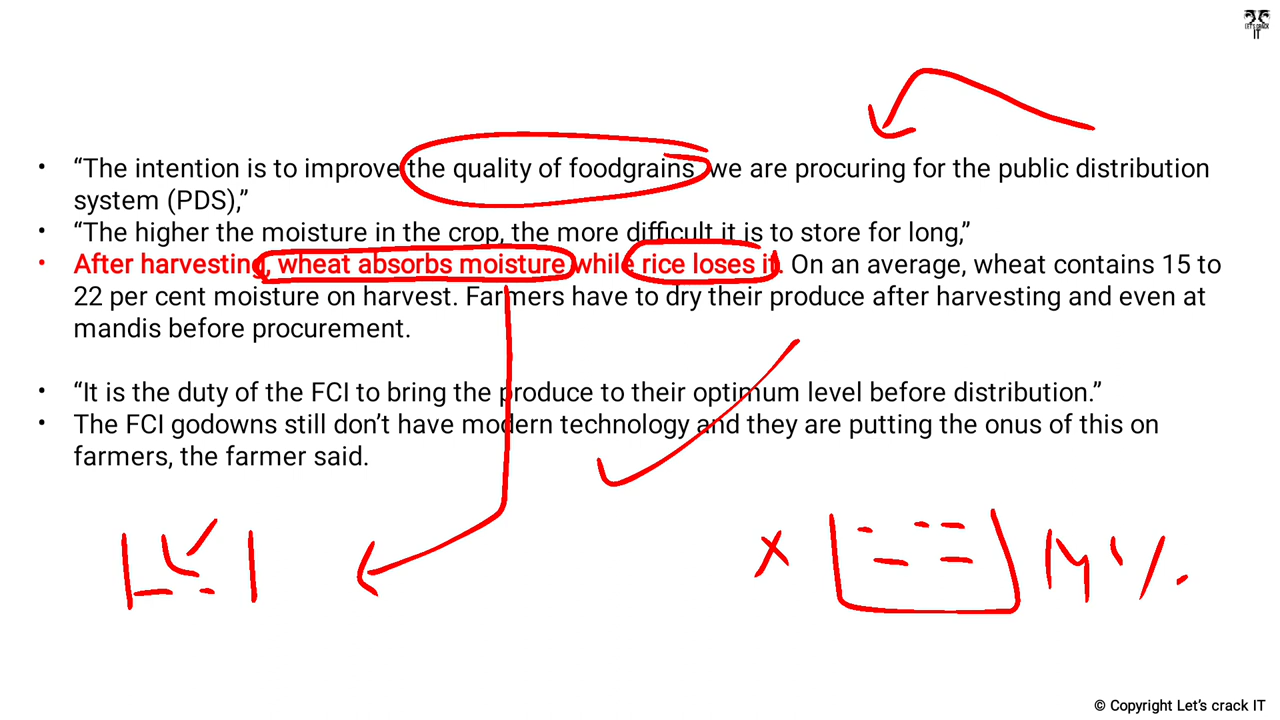 LET'S CRACK
IT
• “The intention is to improve the quality of foodgrains we are procuring for the public distribution
system (PDS),”
• “The higher the moisture in the crop, the more difficult it is to store for long,”
• After harvesting, wheat absorbs moisture while rice loses it. On an average, wheat contains 15 to
22 per cent moisture on harvest. Farmers have to dry their produce after harvesting and even at
mandis before procurement.
• “It is the duty of the FCI to bring the produce to their optimum level before distribution.”
• The FCI godowns still don’t have modern technology and they are putting the onus of this on
farmers, the farmer said.
© Copyright Let’s crack IT